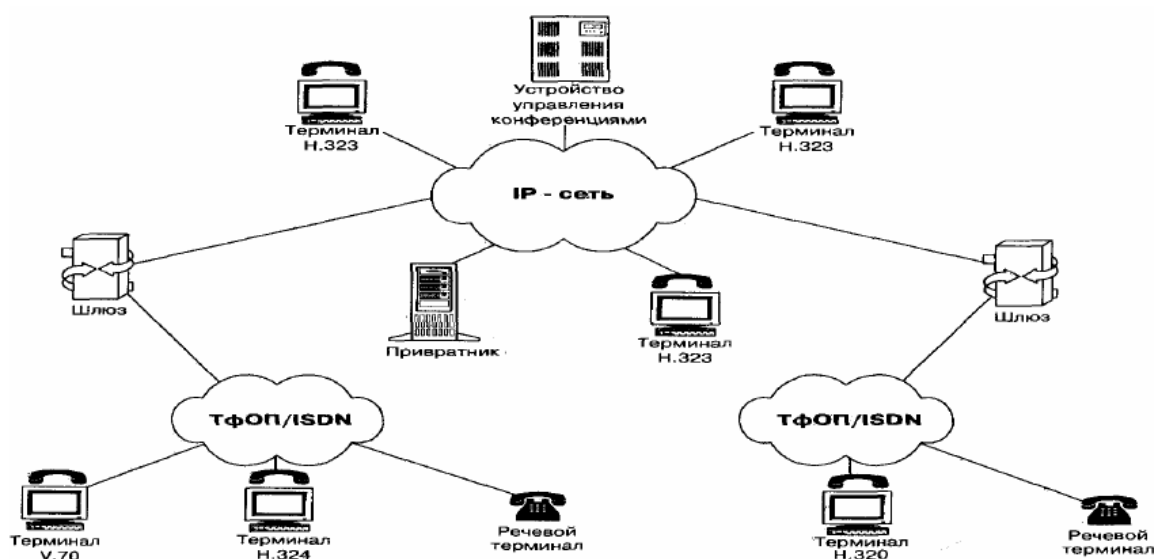 Устройство
управления
конференциями
Терминал
Н.323
Терминал
Н.323
IP - сеть
Шлюз
Привратник
Терминал
Н.323
Шлюз
ТфОП/ISDN
ТфОП/ISDN
Терминал
V.70
Терминал
Н.324
Речевой
терминал
Терминал
Н.320
Речевой
терминал